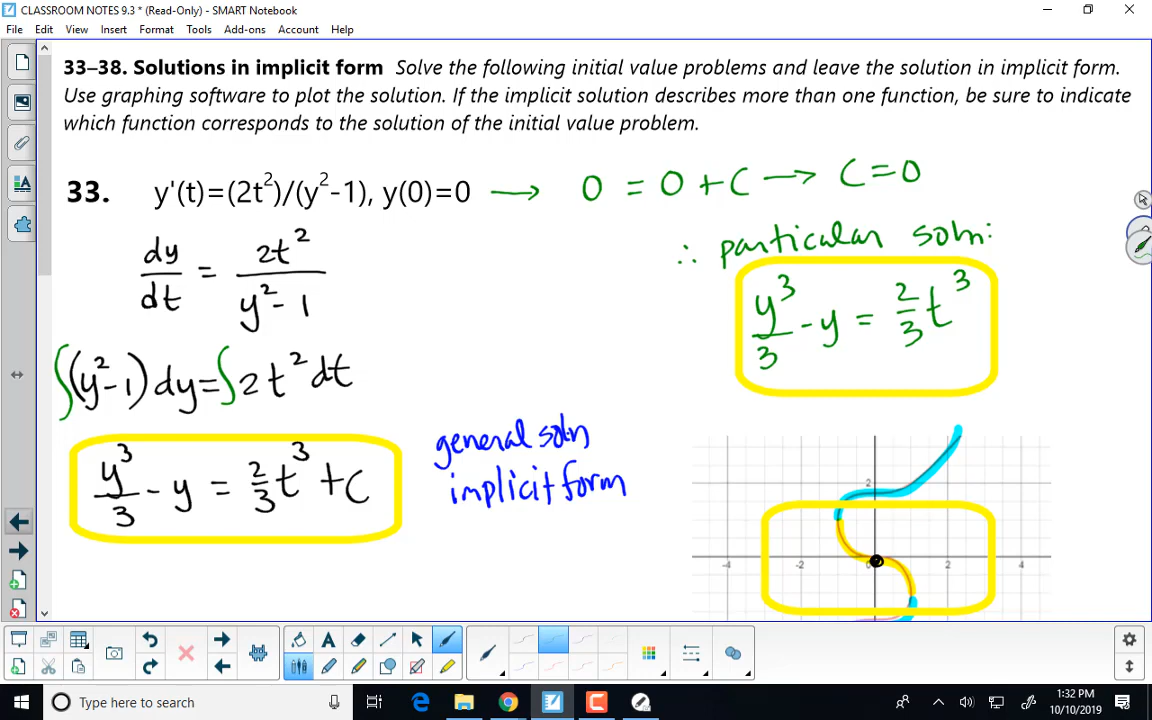 CLASSROOM NOTES 9.3 * (Read-Only) - SMART Notebook
File Edit View Insert Format Tools Add-ons Account Help
33–38. Solutions in implicit form Solve the following initial value problems and leave the solution in implicit form.
Use graphing software to plot the solution. If the implicit solution describes more than one function, be sure to indicate
which function corresponds to the solution of the initial value problem.
33. y'(t)=(2t²)/(y²-1), y(0)=0 → 0 = 0 + C → C = 0
dy/dt = 2t²/(y² - 1)
∴ particular soln:
y³/3 - y = 2/3 t³
∫(y² - 1) dy = ∫2t² dt
y³/3 - y = 2/3 t³ + C
general soln
implicit form
2
-4 -2 0 2 4
Type here to search
1:32 PM
10/10/2019